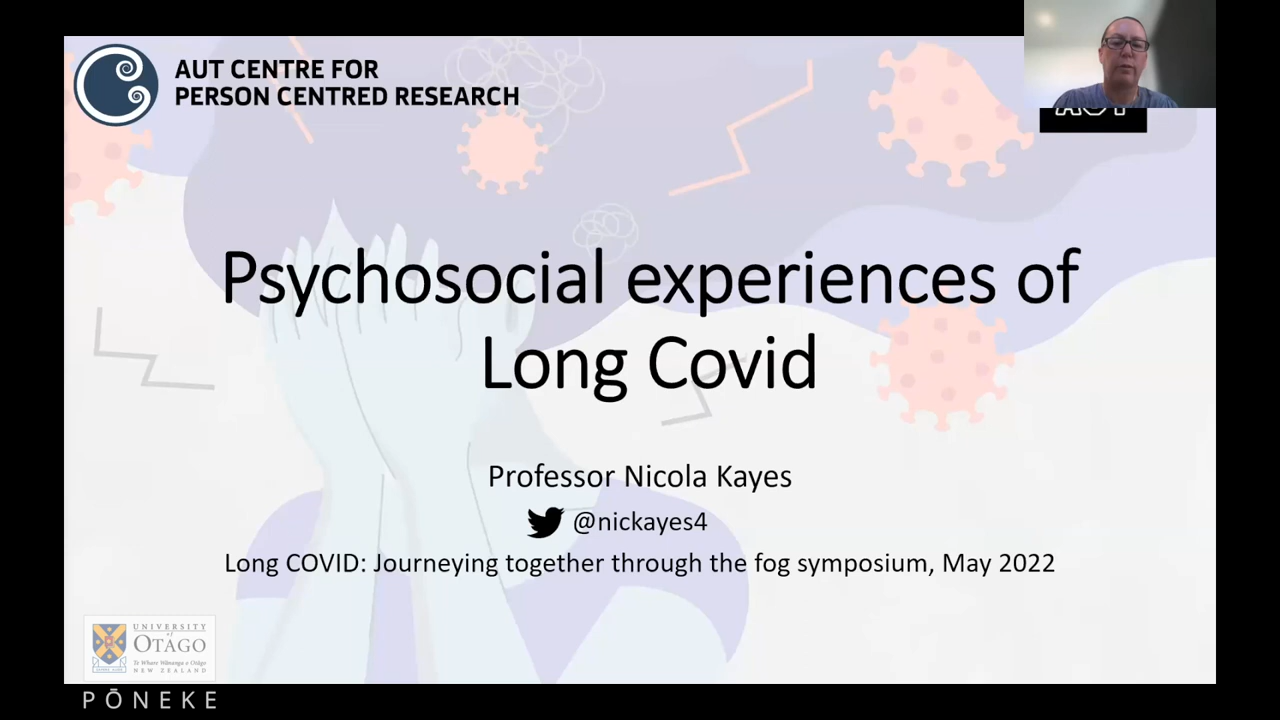 AUT CENTRE FOR
PERSON CENTRED RESEARCH
Psychosocial experiences of
Long Covid
Professor Nicola Kayes
@nickayes4
Long COVID: Journeying together through the fog symposium, May 2022
UNIVERSITY
of
OTAGO
Te Whare Wānanga o Otāgo
NEW ZEALAND
PŌNEKE